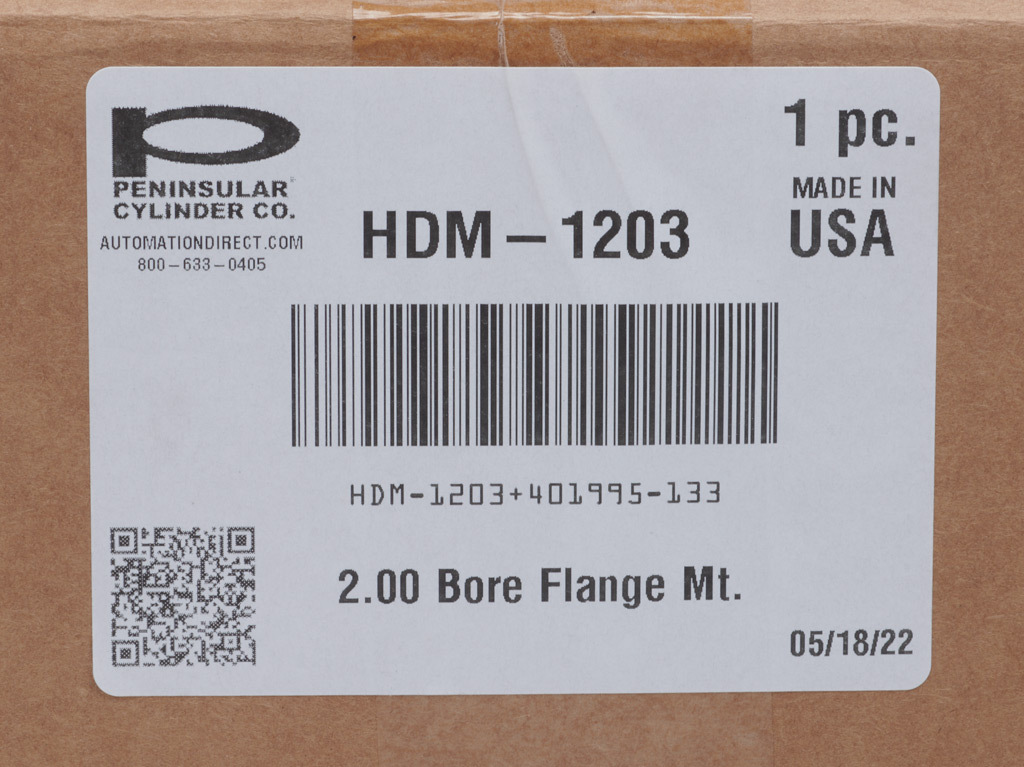 PENINSULAR
CYLINDER CO.
AUTOMATIONDIRECT.COM
800-633-0405
1 pc.
MADE IN
USA
HDM-1203
HDM-1203+401995-133
2.00 Bore Flange Mt.
05/18/22